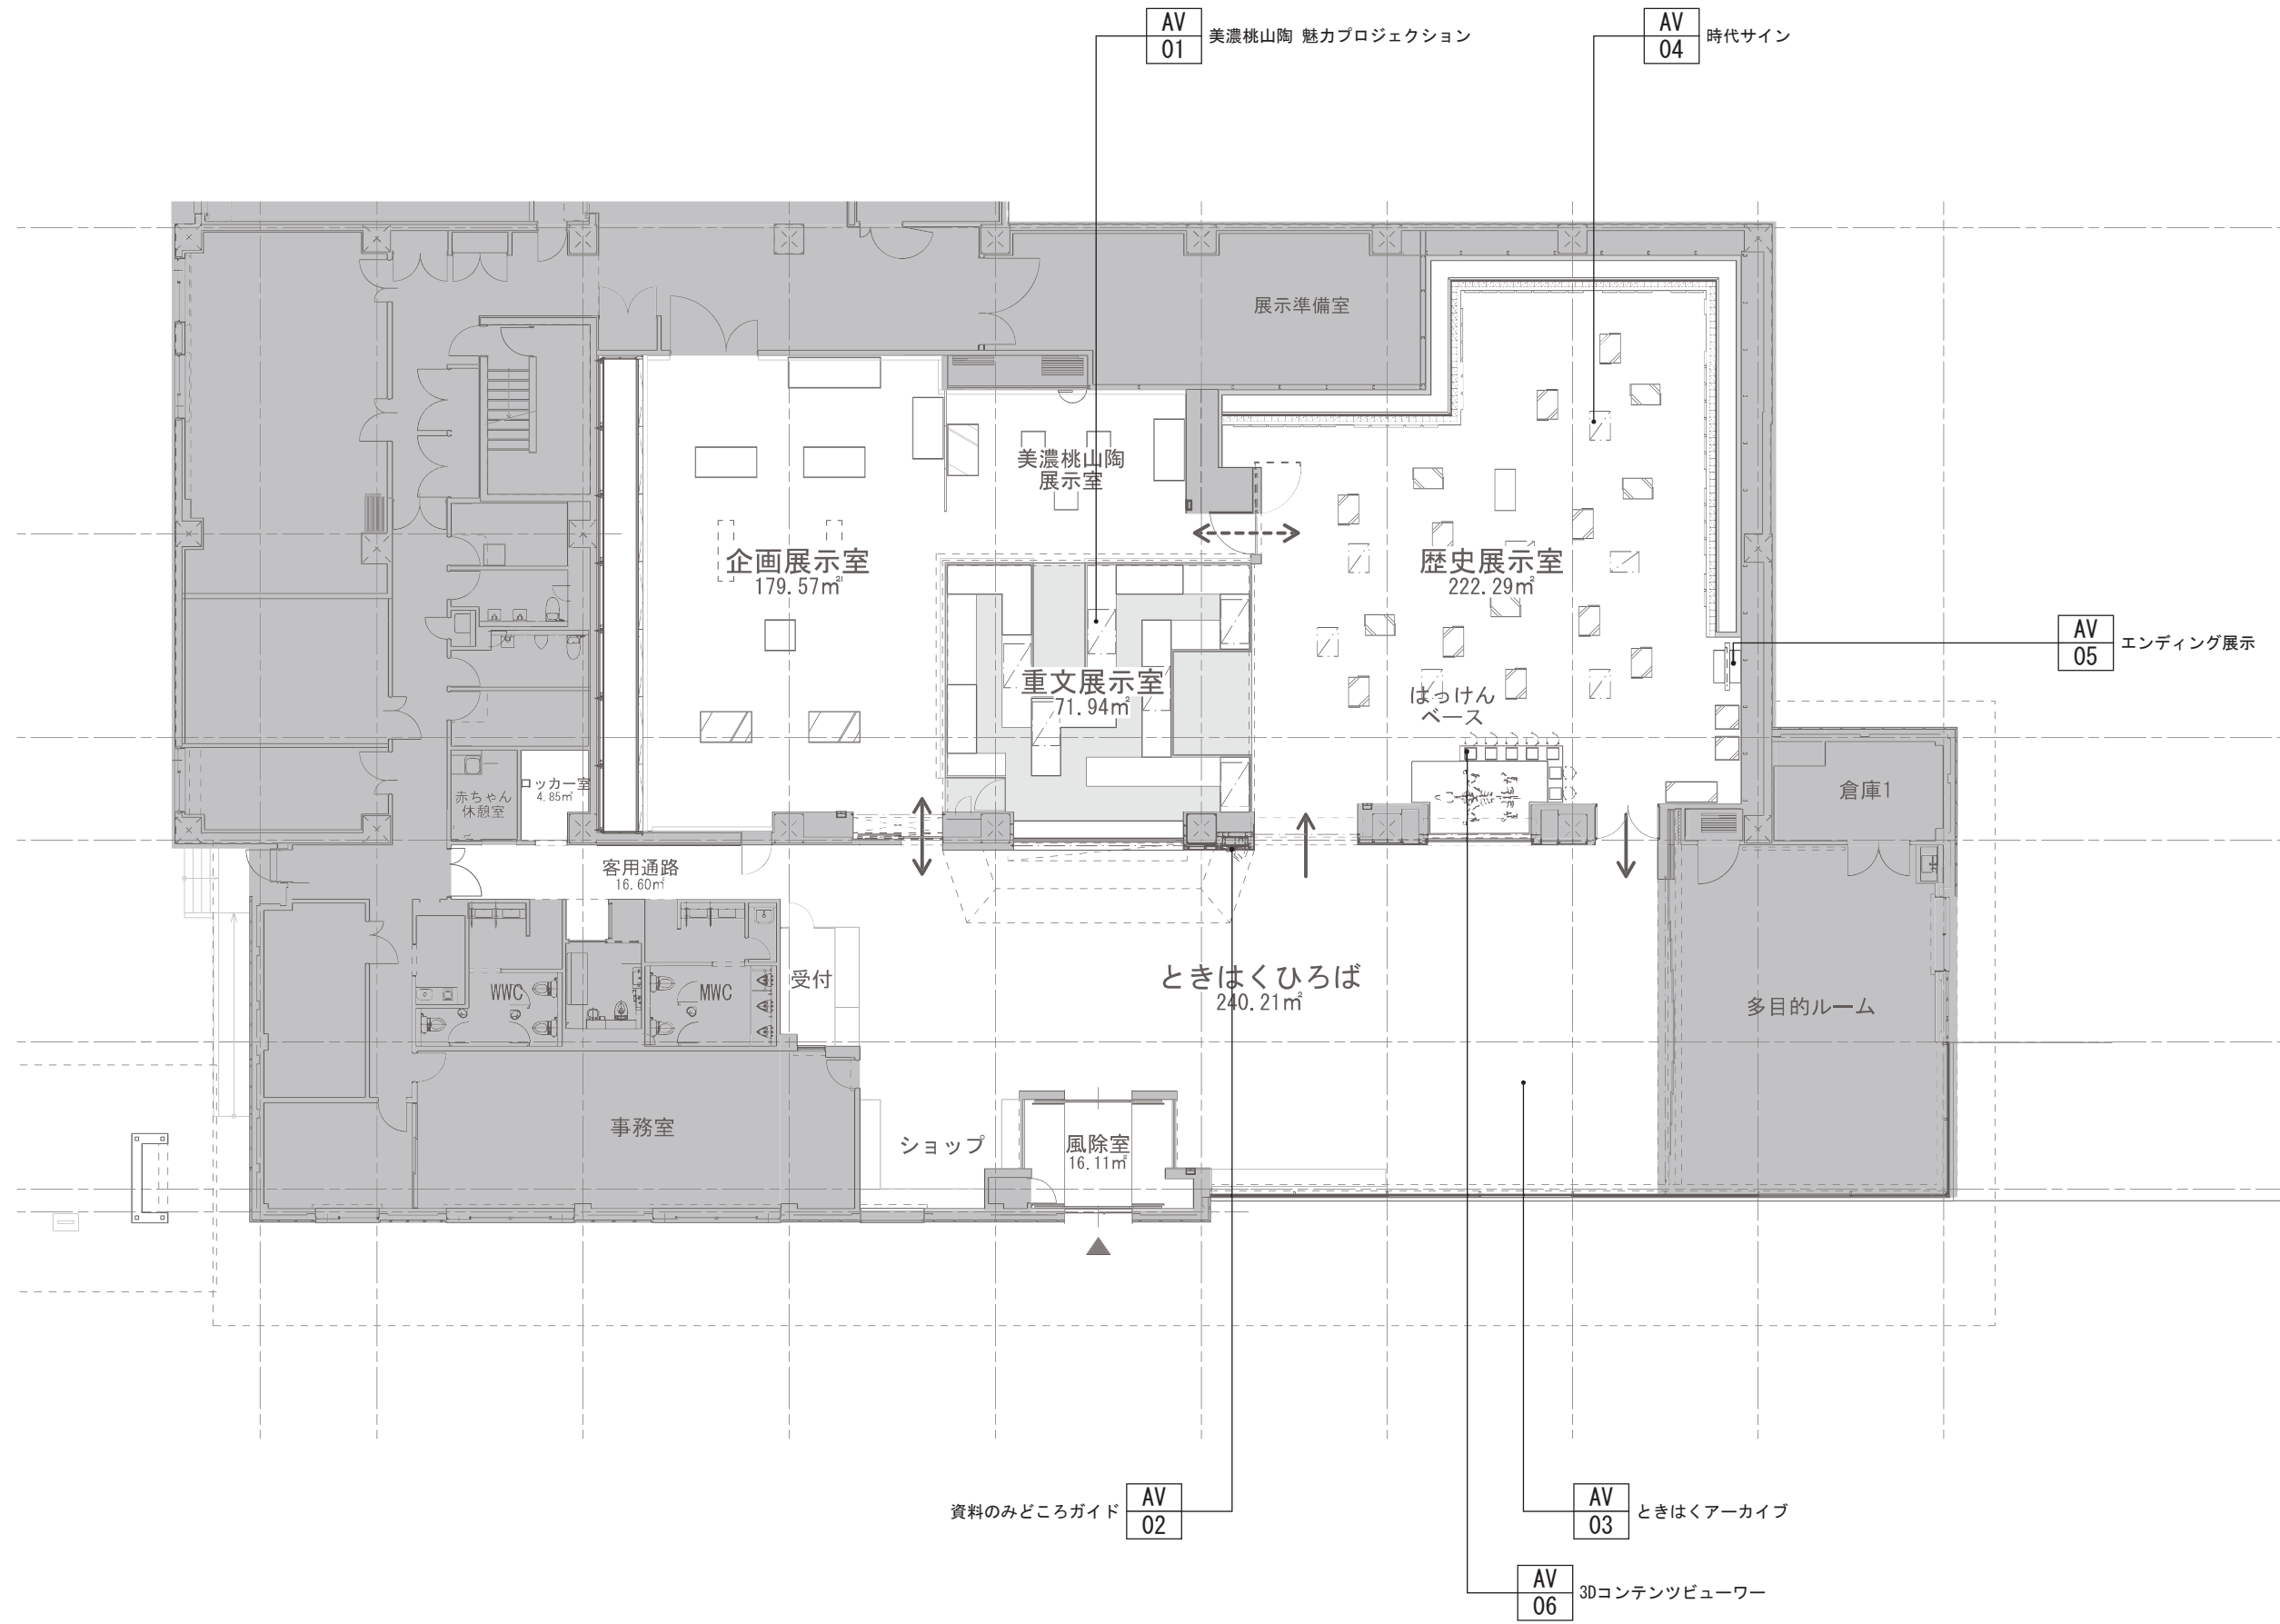 AV
01
美濃桃山陶 魅力プロジェクション
AV
04
時代サイン
展示準備室
美濃桃山陶
展示室
企画展示室
179.57㎡
歴史展示室
222.29㎡
AV
05
エンディング展示
重文展示室
71.94㎡
はっけん
ベース
ロッカー室
4.85㎡
赤ちゃん
休憩室
倉庫1
客用通路
16.60㎡
受付
ときはくひろば
240.21㎡
WWC
MWC
多目的ルーム
事務室
ショップ
風除室
16.11㎡
資料のみどころガイド
AV
02
AV
03
ときはくアーカイブ
AV
06
3Dコンテンツビューワー